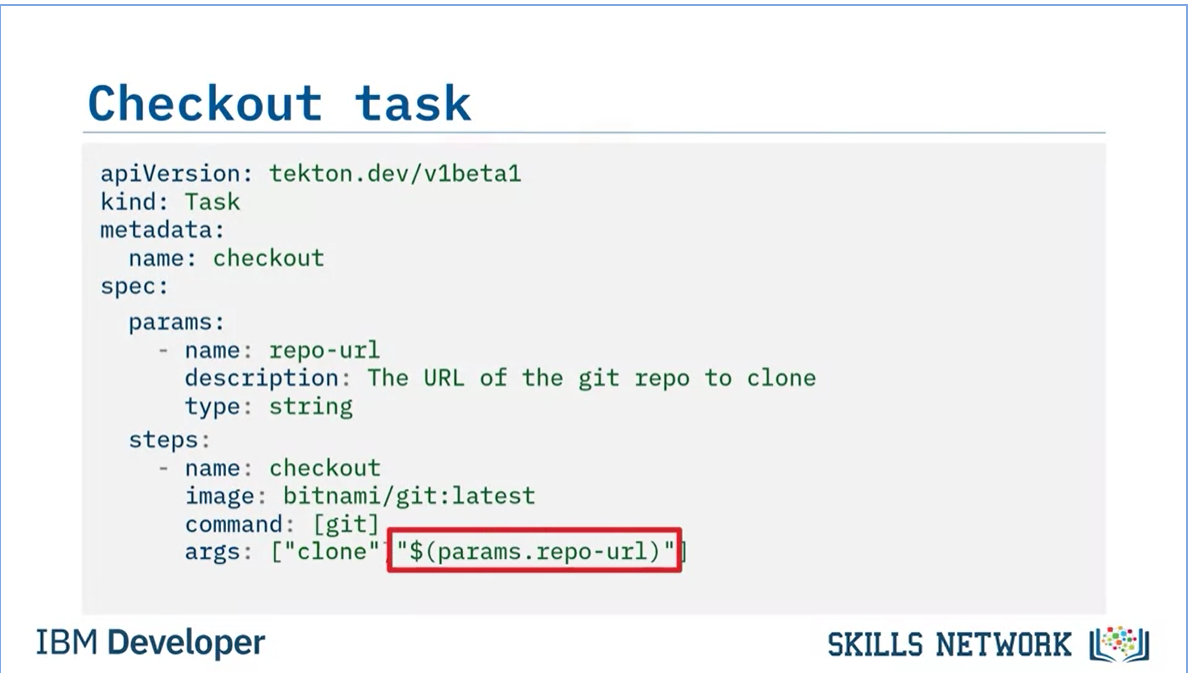 Checkout task
apiVersion: tekton.dev/v1beta1
kind: Task
metadata:
  name: checkout
spec:
  params:
    - name: repo-url
      description: The URL of the git repo to clone
      type: string
  steps:
    - name: checkout
      image: bitnami/git:latest
      command: [git]
      args: ["clone" "$(params.repo-url)"]
IBM Developer
SKILLS NETWORK